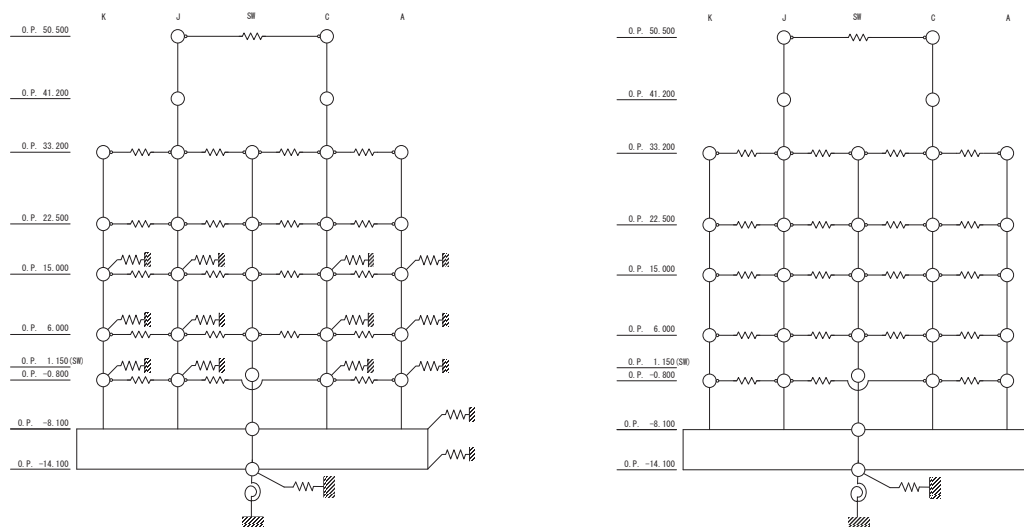 K J SW C A
O.P. 50.500
O.P. 41.200
O.P. 33.200
O.P. 22.500
O.P. 15.000
O.P. 6.000
O.P. 1.150(SW)
O.P. -0.800
O.P. -8.100
O.P. -14.100
K J SW C A
O.P. 50.500
O.P. 41.200
O.P. 33.200
O.P. 22.500
O.P. 15.000
O.P. 6.000
O.P. 1.150(SW)
O.P. -0.800
O.P. -8.100
O.P. -14.100